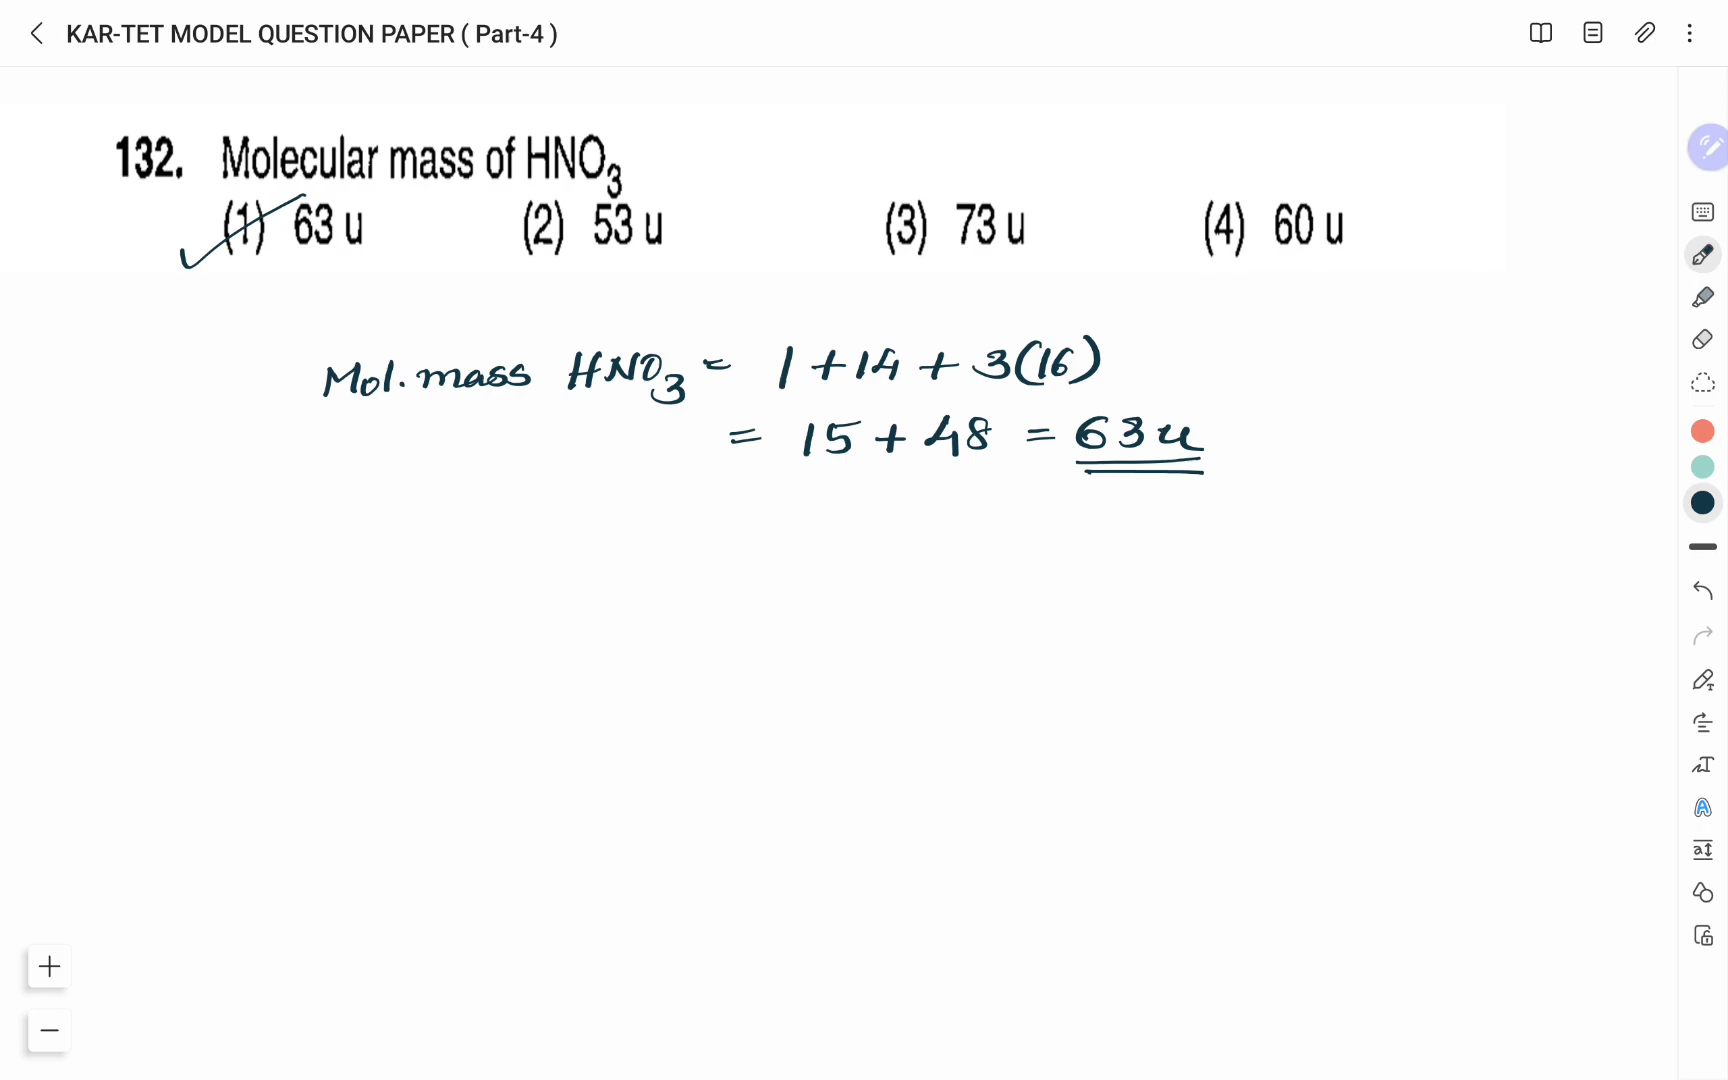 KAR-TET MODEL QUESTION PAPER ( Part-4 )
132. Molecular mass of HNO₃
(1) 63 u (2) 53 u (3) 73 u (4) 60 u
Mol. mass HNO₃ = 1 + 14 + 3(16)
= 15 + 48 = 63 u